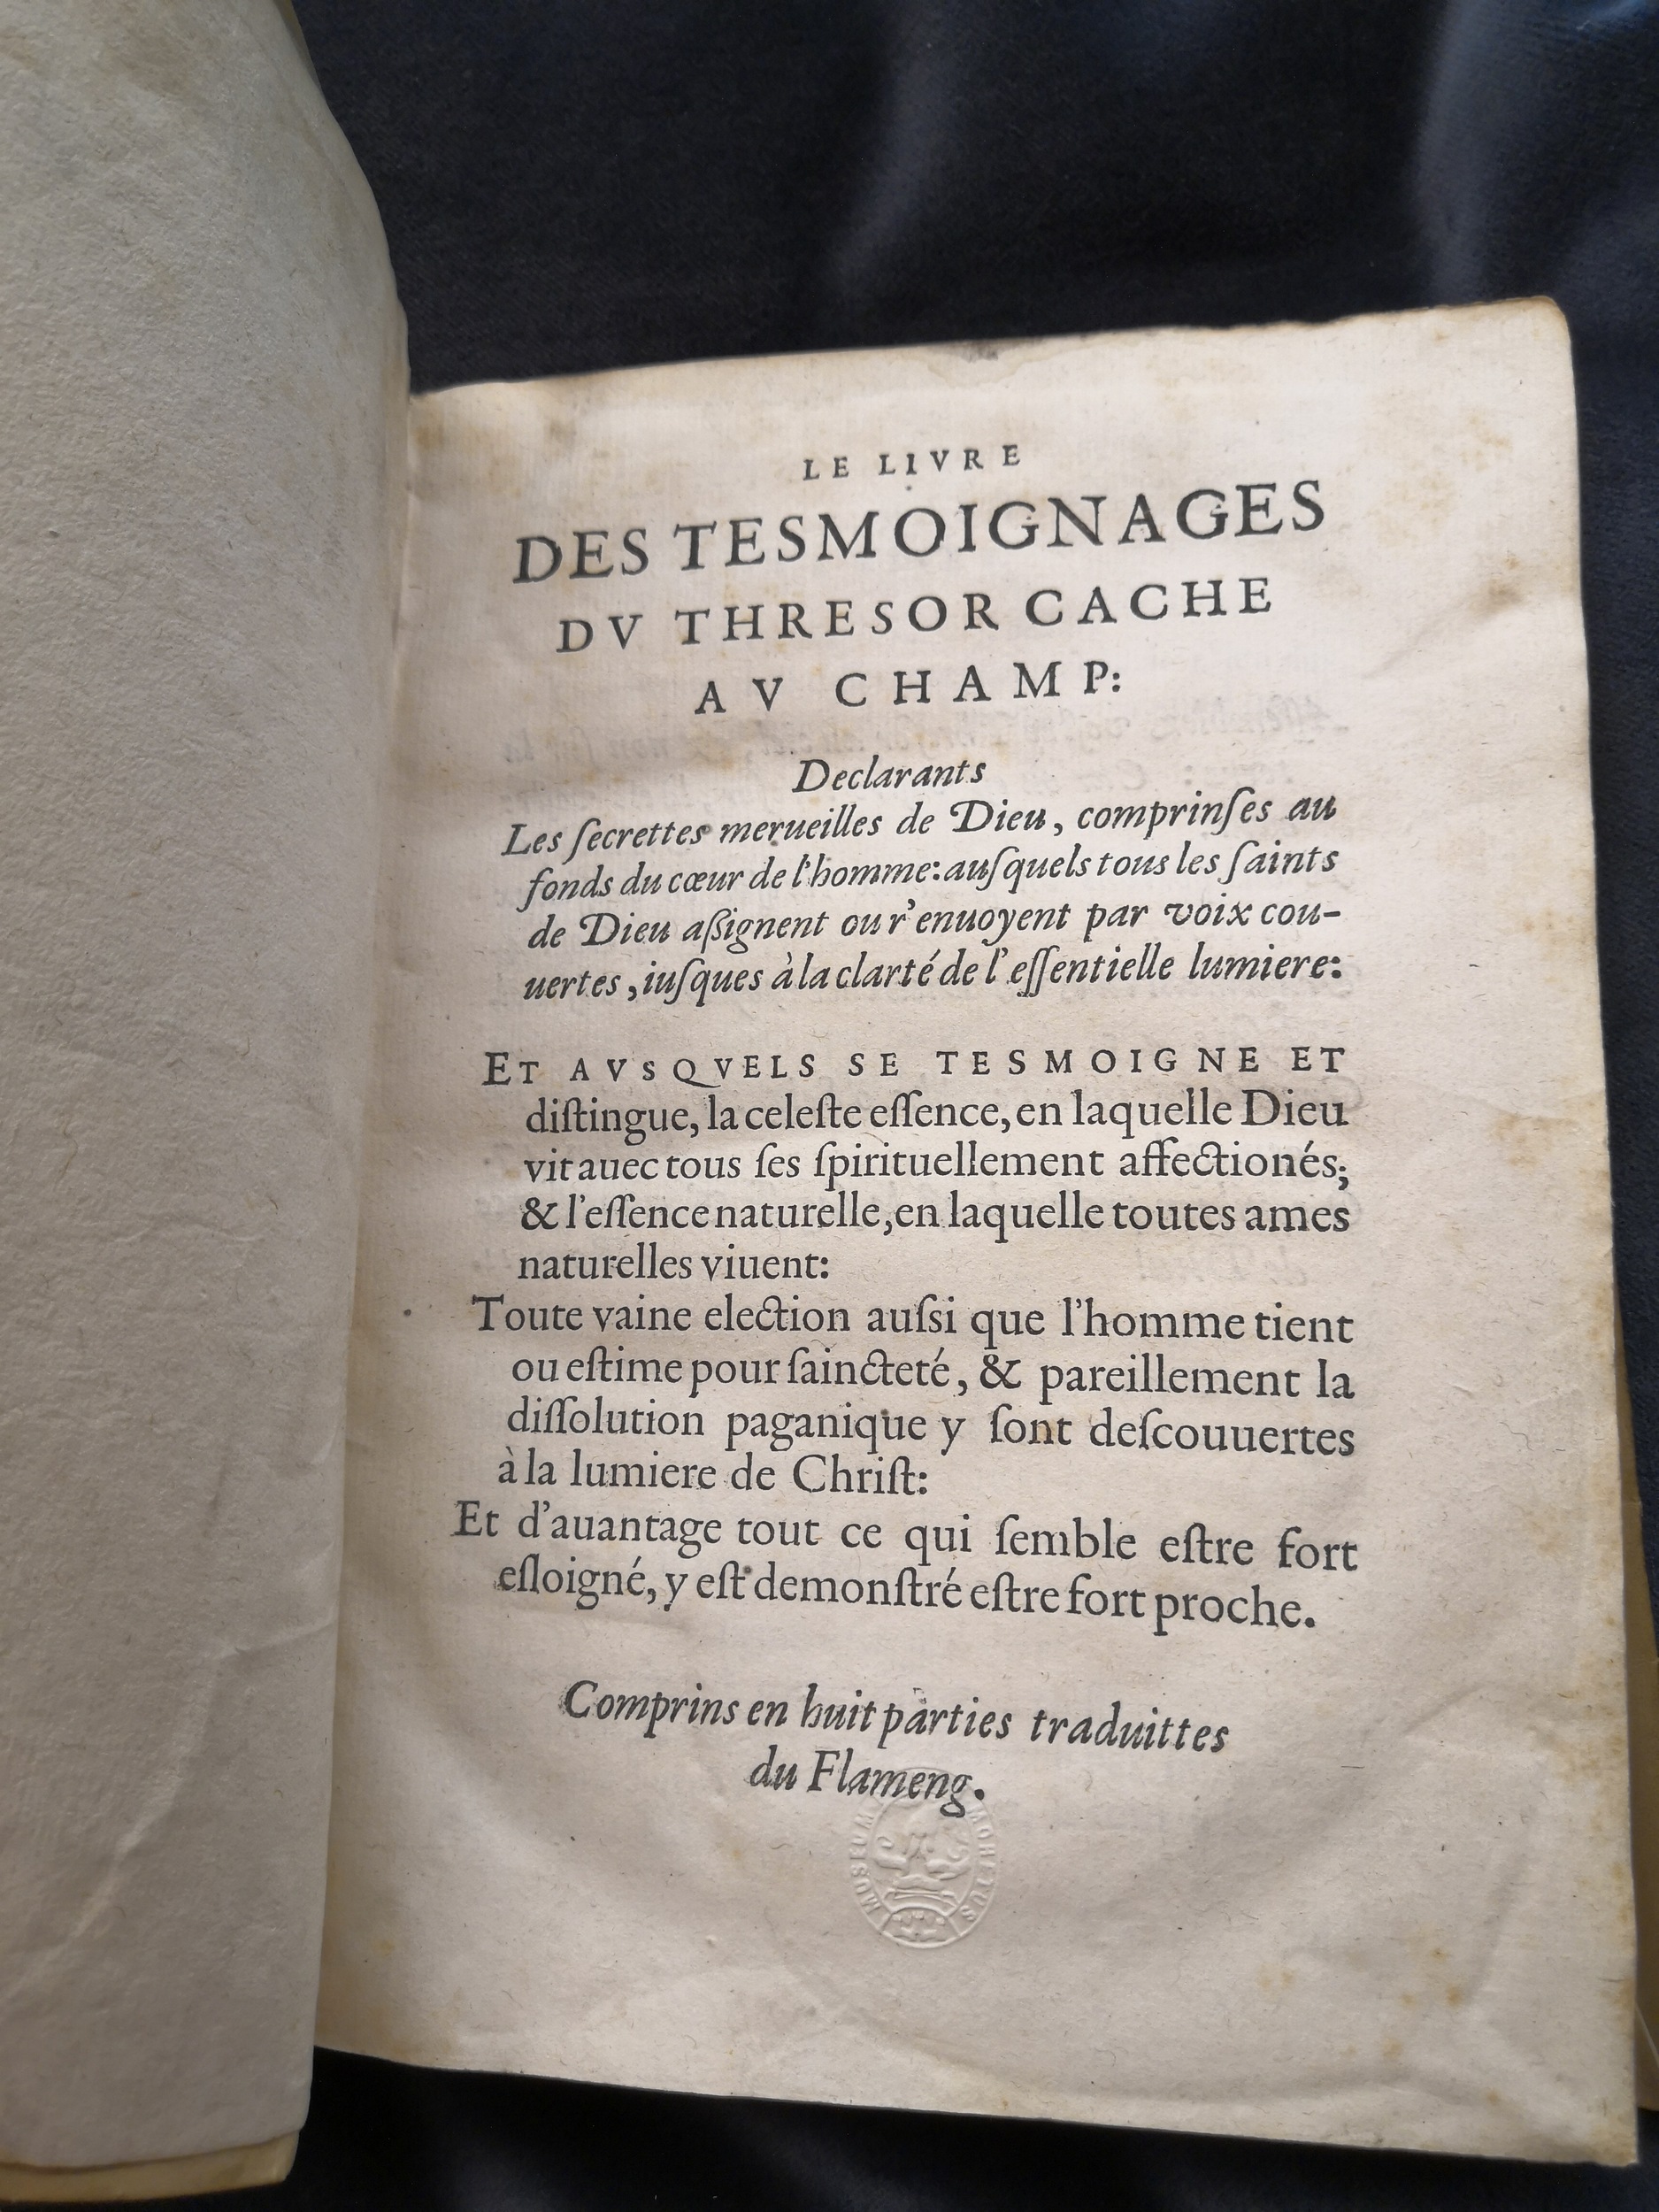 LE LIVRE
DES TESMOIGNAGES
DV THRESOR CACHE
AV CHAMP:
Declarants
Les ſecrettes merueilles de Dieu, comprinſes au
fonds du cœur de l'homme: auſquels tous les ſaints
de Dieu aſsignent ou r'enuoyent par voix cou-
uertes, iuſques à la clarté de l'eſſentielle lumiere:
ET AVSQVELS SE TESMOIGNE ET
diſtingue, la celeſte eſſence, en laquelle Dieu
vit auec tous ſes ſpirituellement affectionés;
& l'eſſence naturelle, en laquelle toutes ames
naturelles viuent:
Toute vaine election auſsi que l'homme tient
ou eſtime pour ſaincteté, & pareillement la
diſſolution paganique y ſont deſcouuertes
à la lumiere de Chriſt:
Et d'auantage tout ce qui ſemble eſtre fort
eſloigné, y eſt demonſtré eſtre fort proche.
Comprins en huit parties traduittes
du Flameng.
MUSEUM